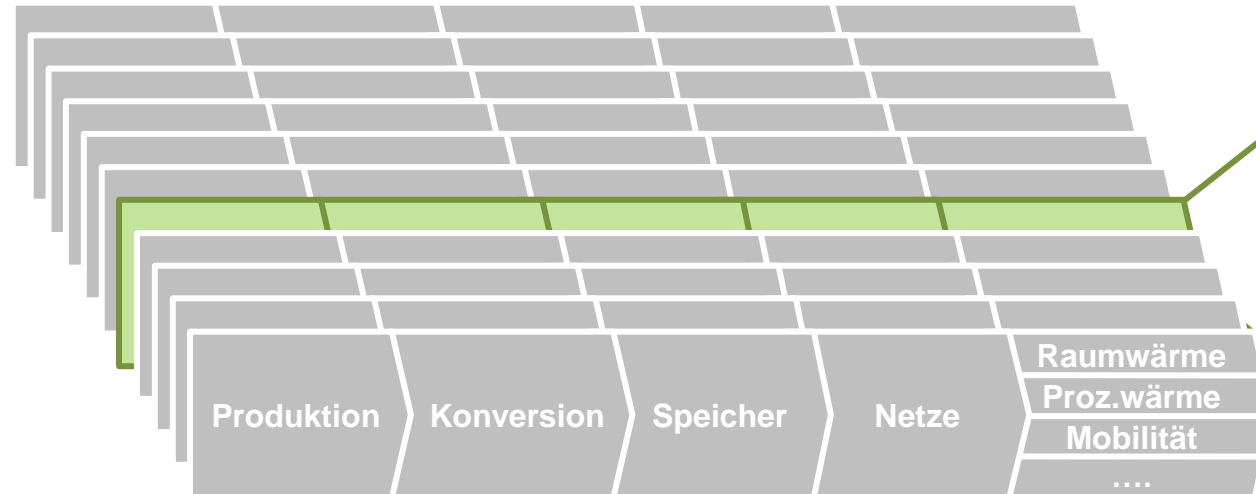 Produktion
Konversion
Speicher
Netze
Raumwärme
Proz.wärme
Mobilität
....